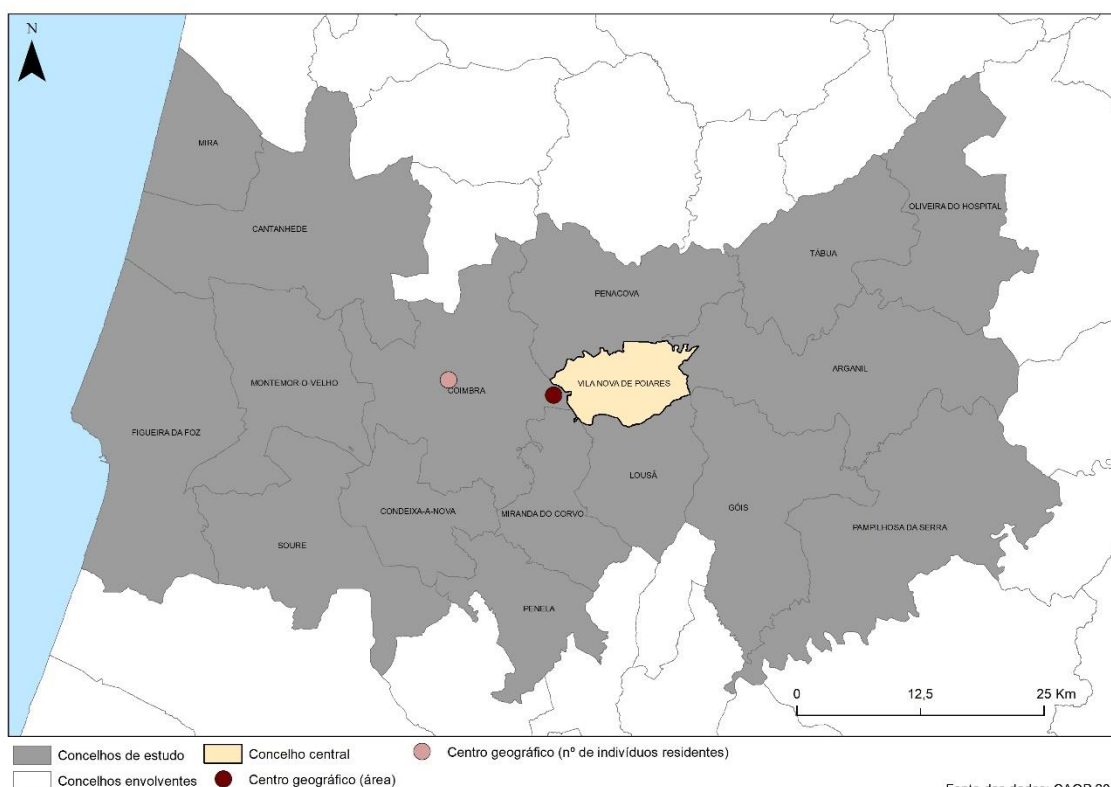 N
MIRA
CANTANHEDE
OLIVEIRA DO HOSPITAL
TÁBUA
PENACOVA
ARGANIL
VILA NOVA DE POIARES
MONTEMOR-O-VELHO
COIMBRA
FIGUEIRA DA FOZ
LOUSÃ
GÓIS
CONDEIXA-A-NOVA
MIRANDA DO CORVO
PAMPILHOSA DA SERRA
SOURE
PENELA
0 12,5 25 Km
Concelhos de estudo Concelho central Centro geográfico (nº de indivíduos residentes)
Concelhos envolventes Centro geográfico (área)